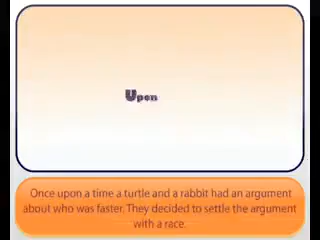 Upon
Once upon a time a turtle and a rabbit had an argument
about who was faster. They decided to settle the argument
with a race.